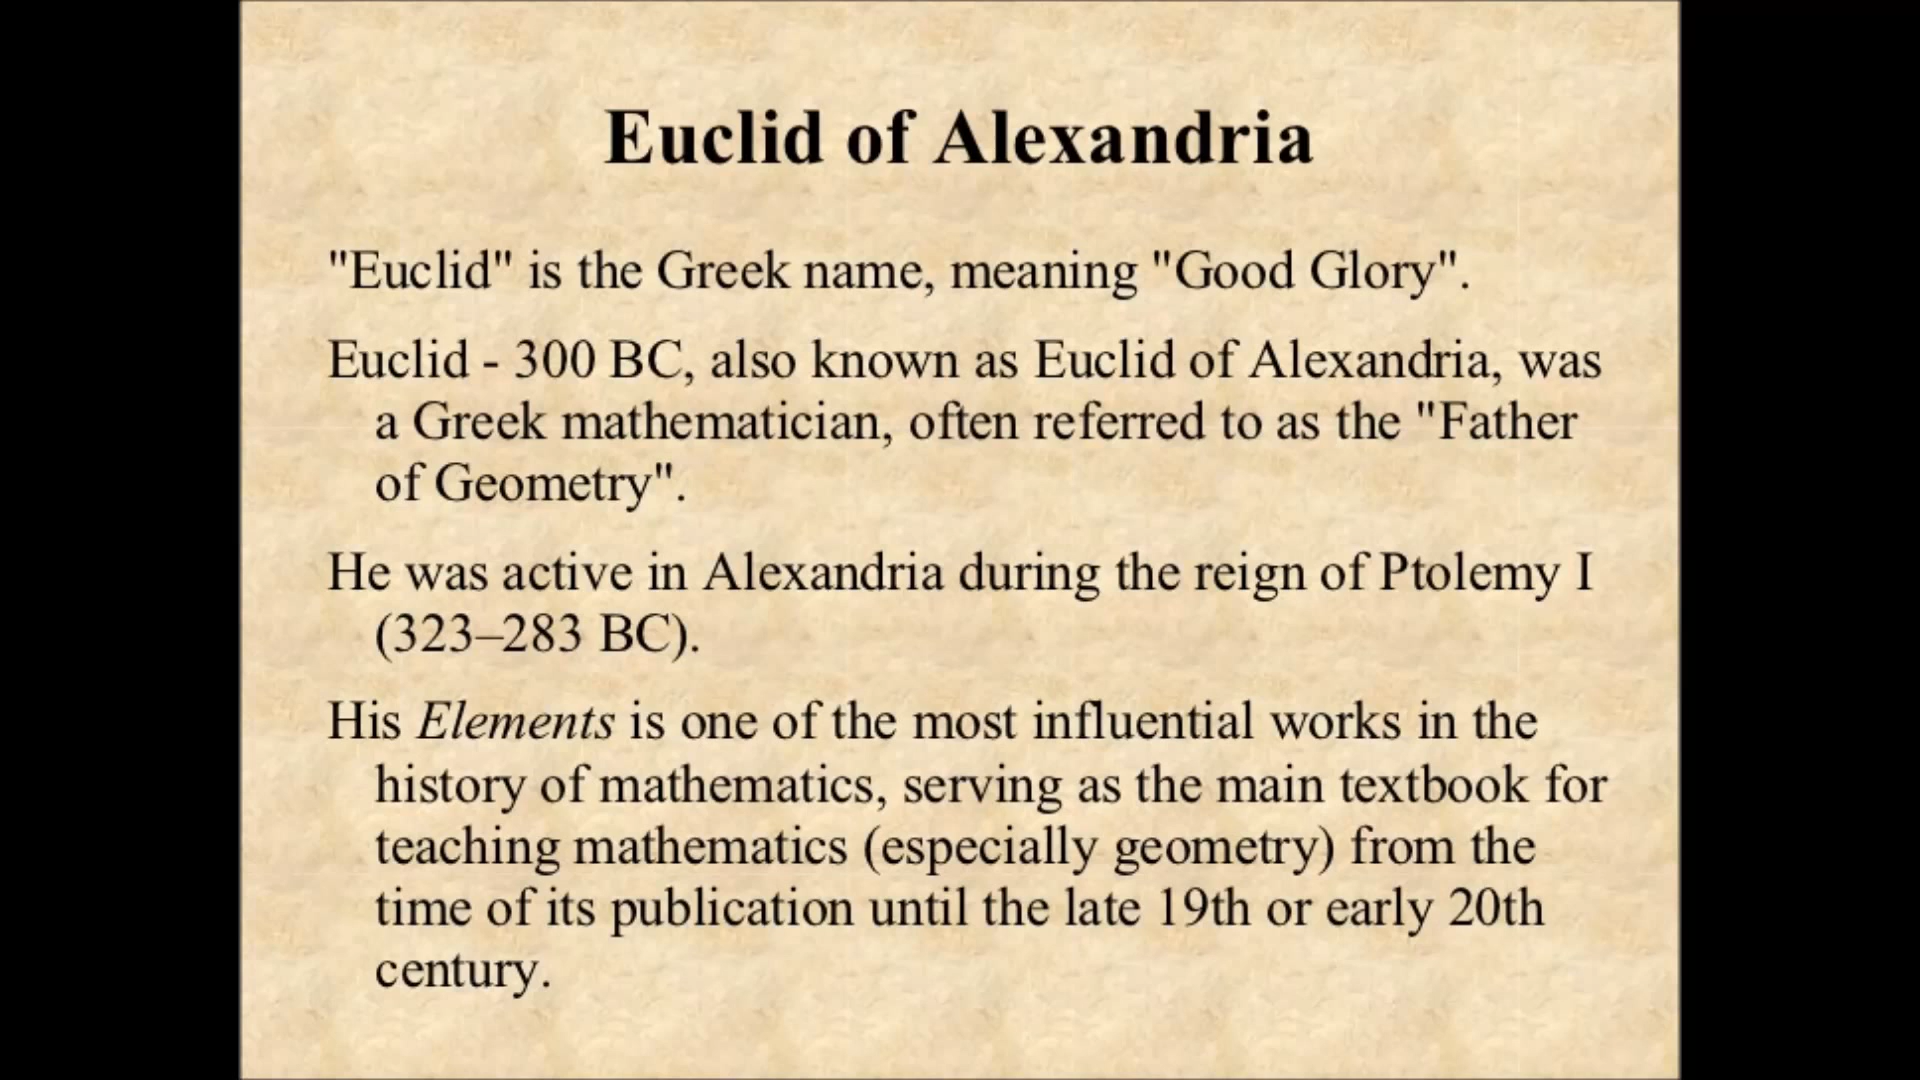 Euclid of Alexandria
"Euclid" is the Greek name, meaning "Good Glory".
Euclid - 300 BC, also known as Euclid of Alexandria, was
a Greek mathematician, often referred to as the "Father
of Geometry".
He was active in Alexandria during the reign of Ptolemy I
(323–283 BC).
His Elements is one of the most influential works in the
history of mathematics, serving as the main textbook for
teaching mathematics (especially geometry) from the
time of its publication until the late 19th or early 20th
century.